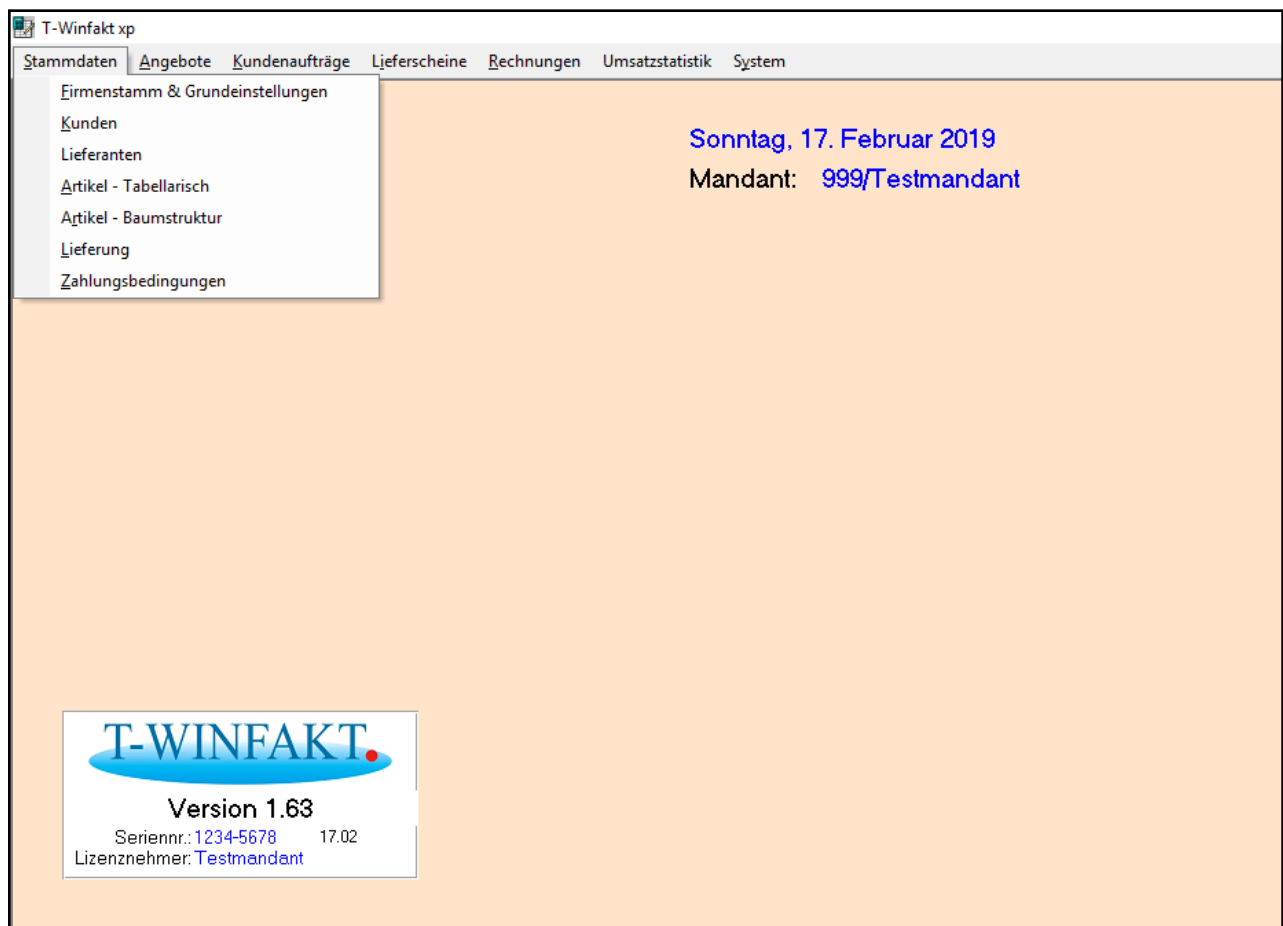 T-Winfakt xp
Stammdaten Angebote Kundenaufträge Lieferscheine Rechnungen Umsatzstatistik System
Firmenstamm & Grundeinstellungen
Kunden
Lieferanten
Artikel - Tabellarisch
Artikel - Baumstruktur
Lieferung
Zahlungsbedingungen
Sonntag, 17. Februar 2019
Mandant: 999/Testmandant
T-WINFAKT.
Version 1.63
Seriennr.: 1234-5678 17.02
Lizenznehmer: Testmandant